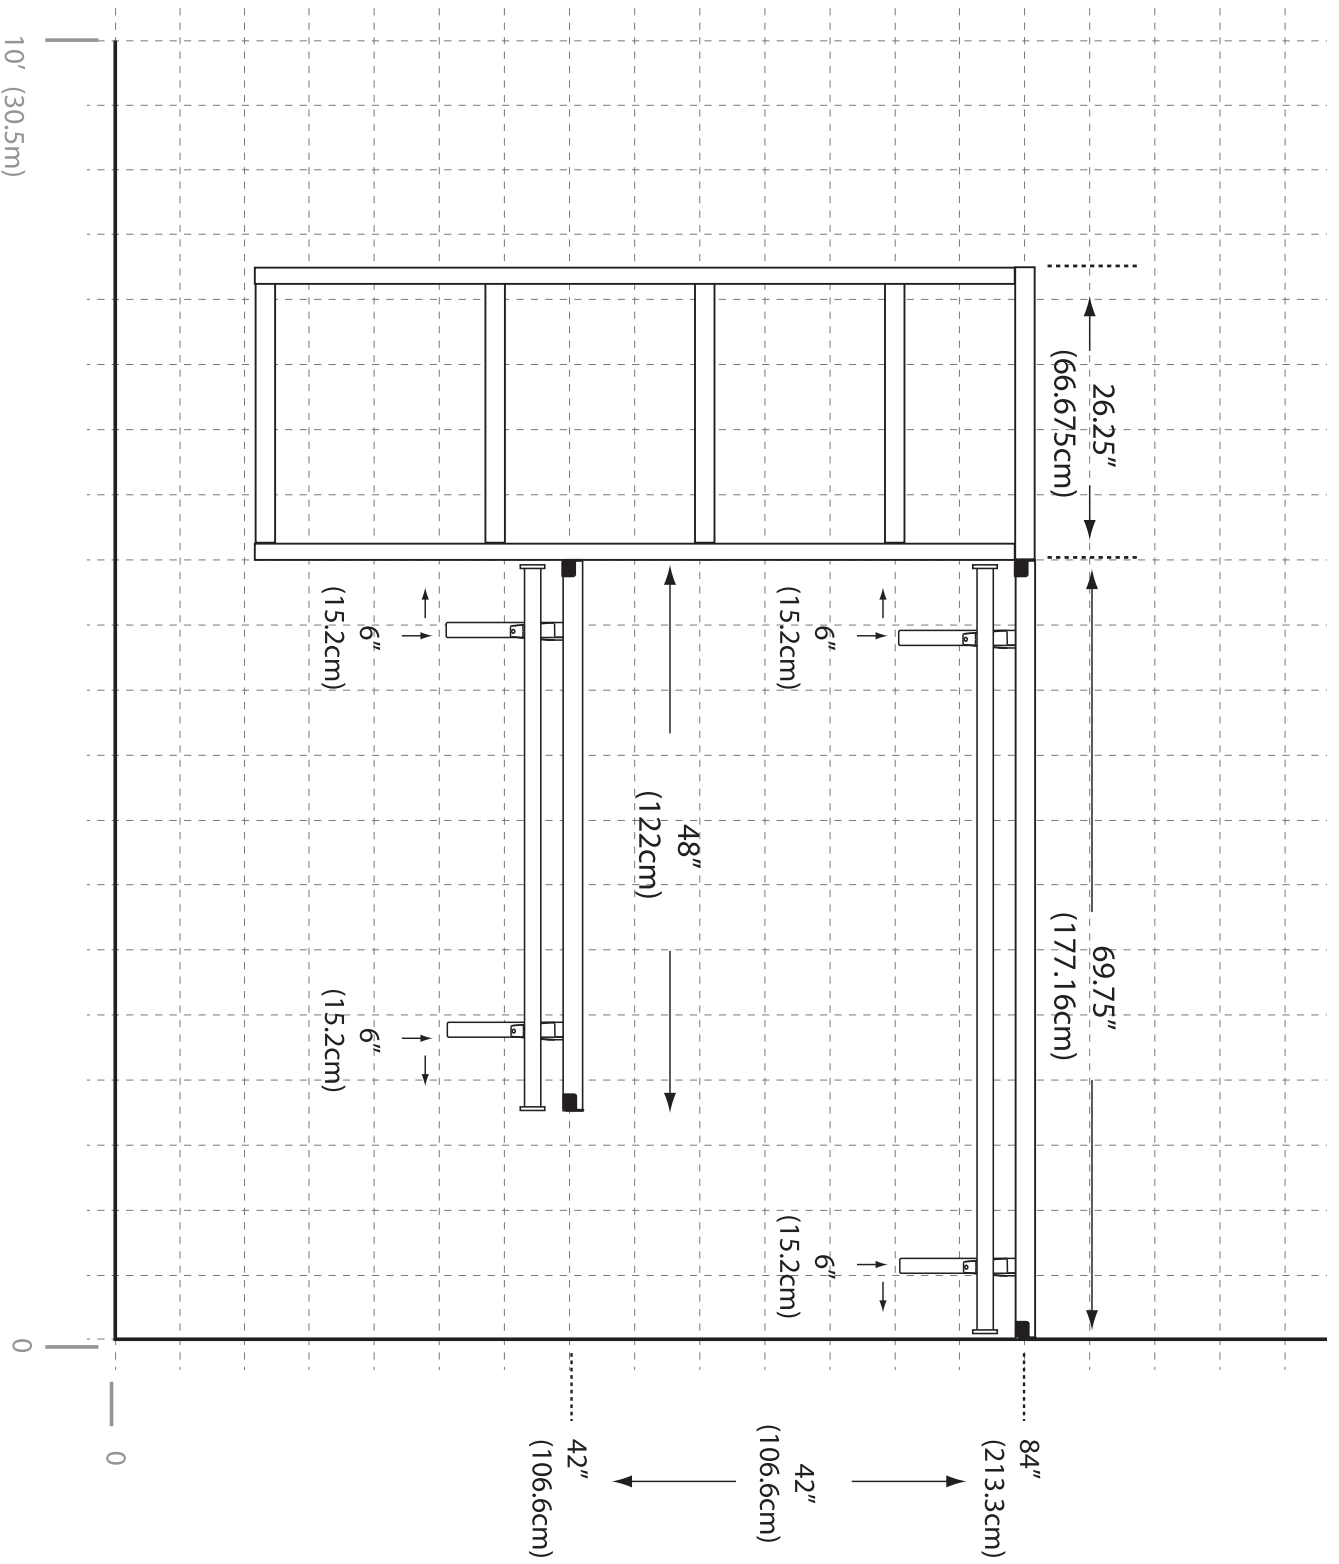 10′ (30.5m)
26.25″
(66.675cm)
6″
(15.2cm)
6″
(15.2cm)
48″
(122cm)
69.75″
(177.16cm)
6″
(15.2cm)
6″
(15.2cm)
0
0
42″
(106.6cm)
42″
(106.6cm)
84″
(213.3cm)